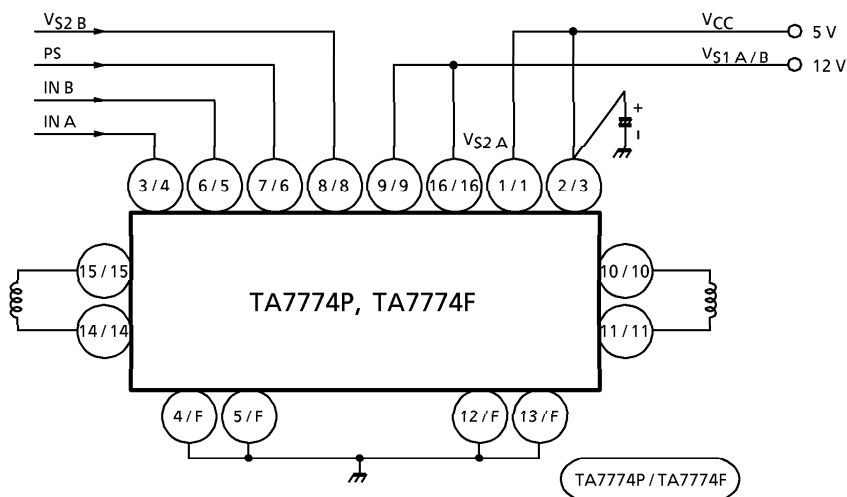 VS2 B
VCC
5 V
PS
VS1 A / B
12 V
IN B
IN A
+
-
VS2 A
3 / 4
6 / 5
7 / 6
8 / 8
9 / 9
16 / 16
1 / 1
2 / 3
15 / 15
10 / 10
TA7774P, TA7774F
14 / 14
11 / 11
4 / F
5 / F
12 / F
13 / F
TA7774P / TA7774F